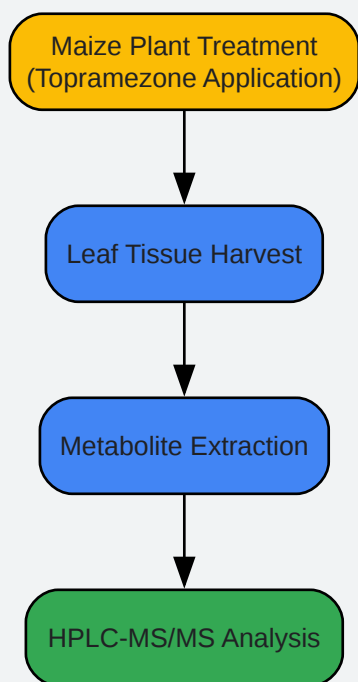 Maize Plant Treatment
(Topramezone Application)
Leaf Tissue Harvest
Metabolite Extraction
HPLC-MS/MS Analysis